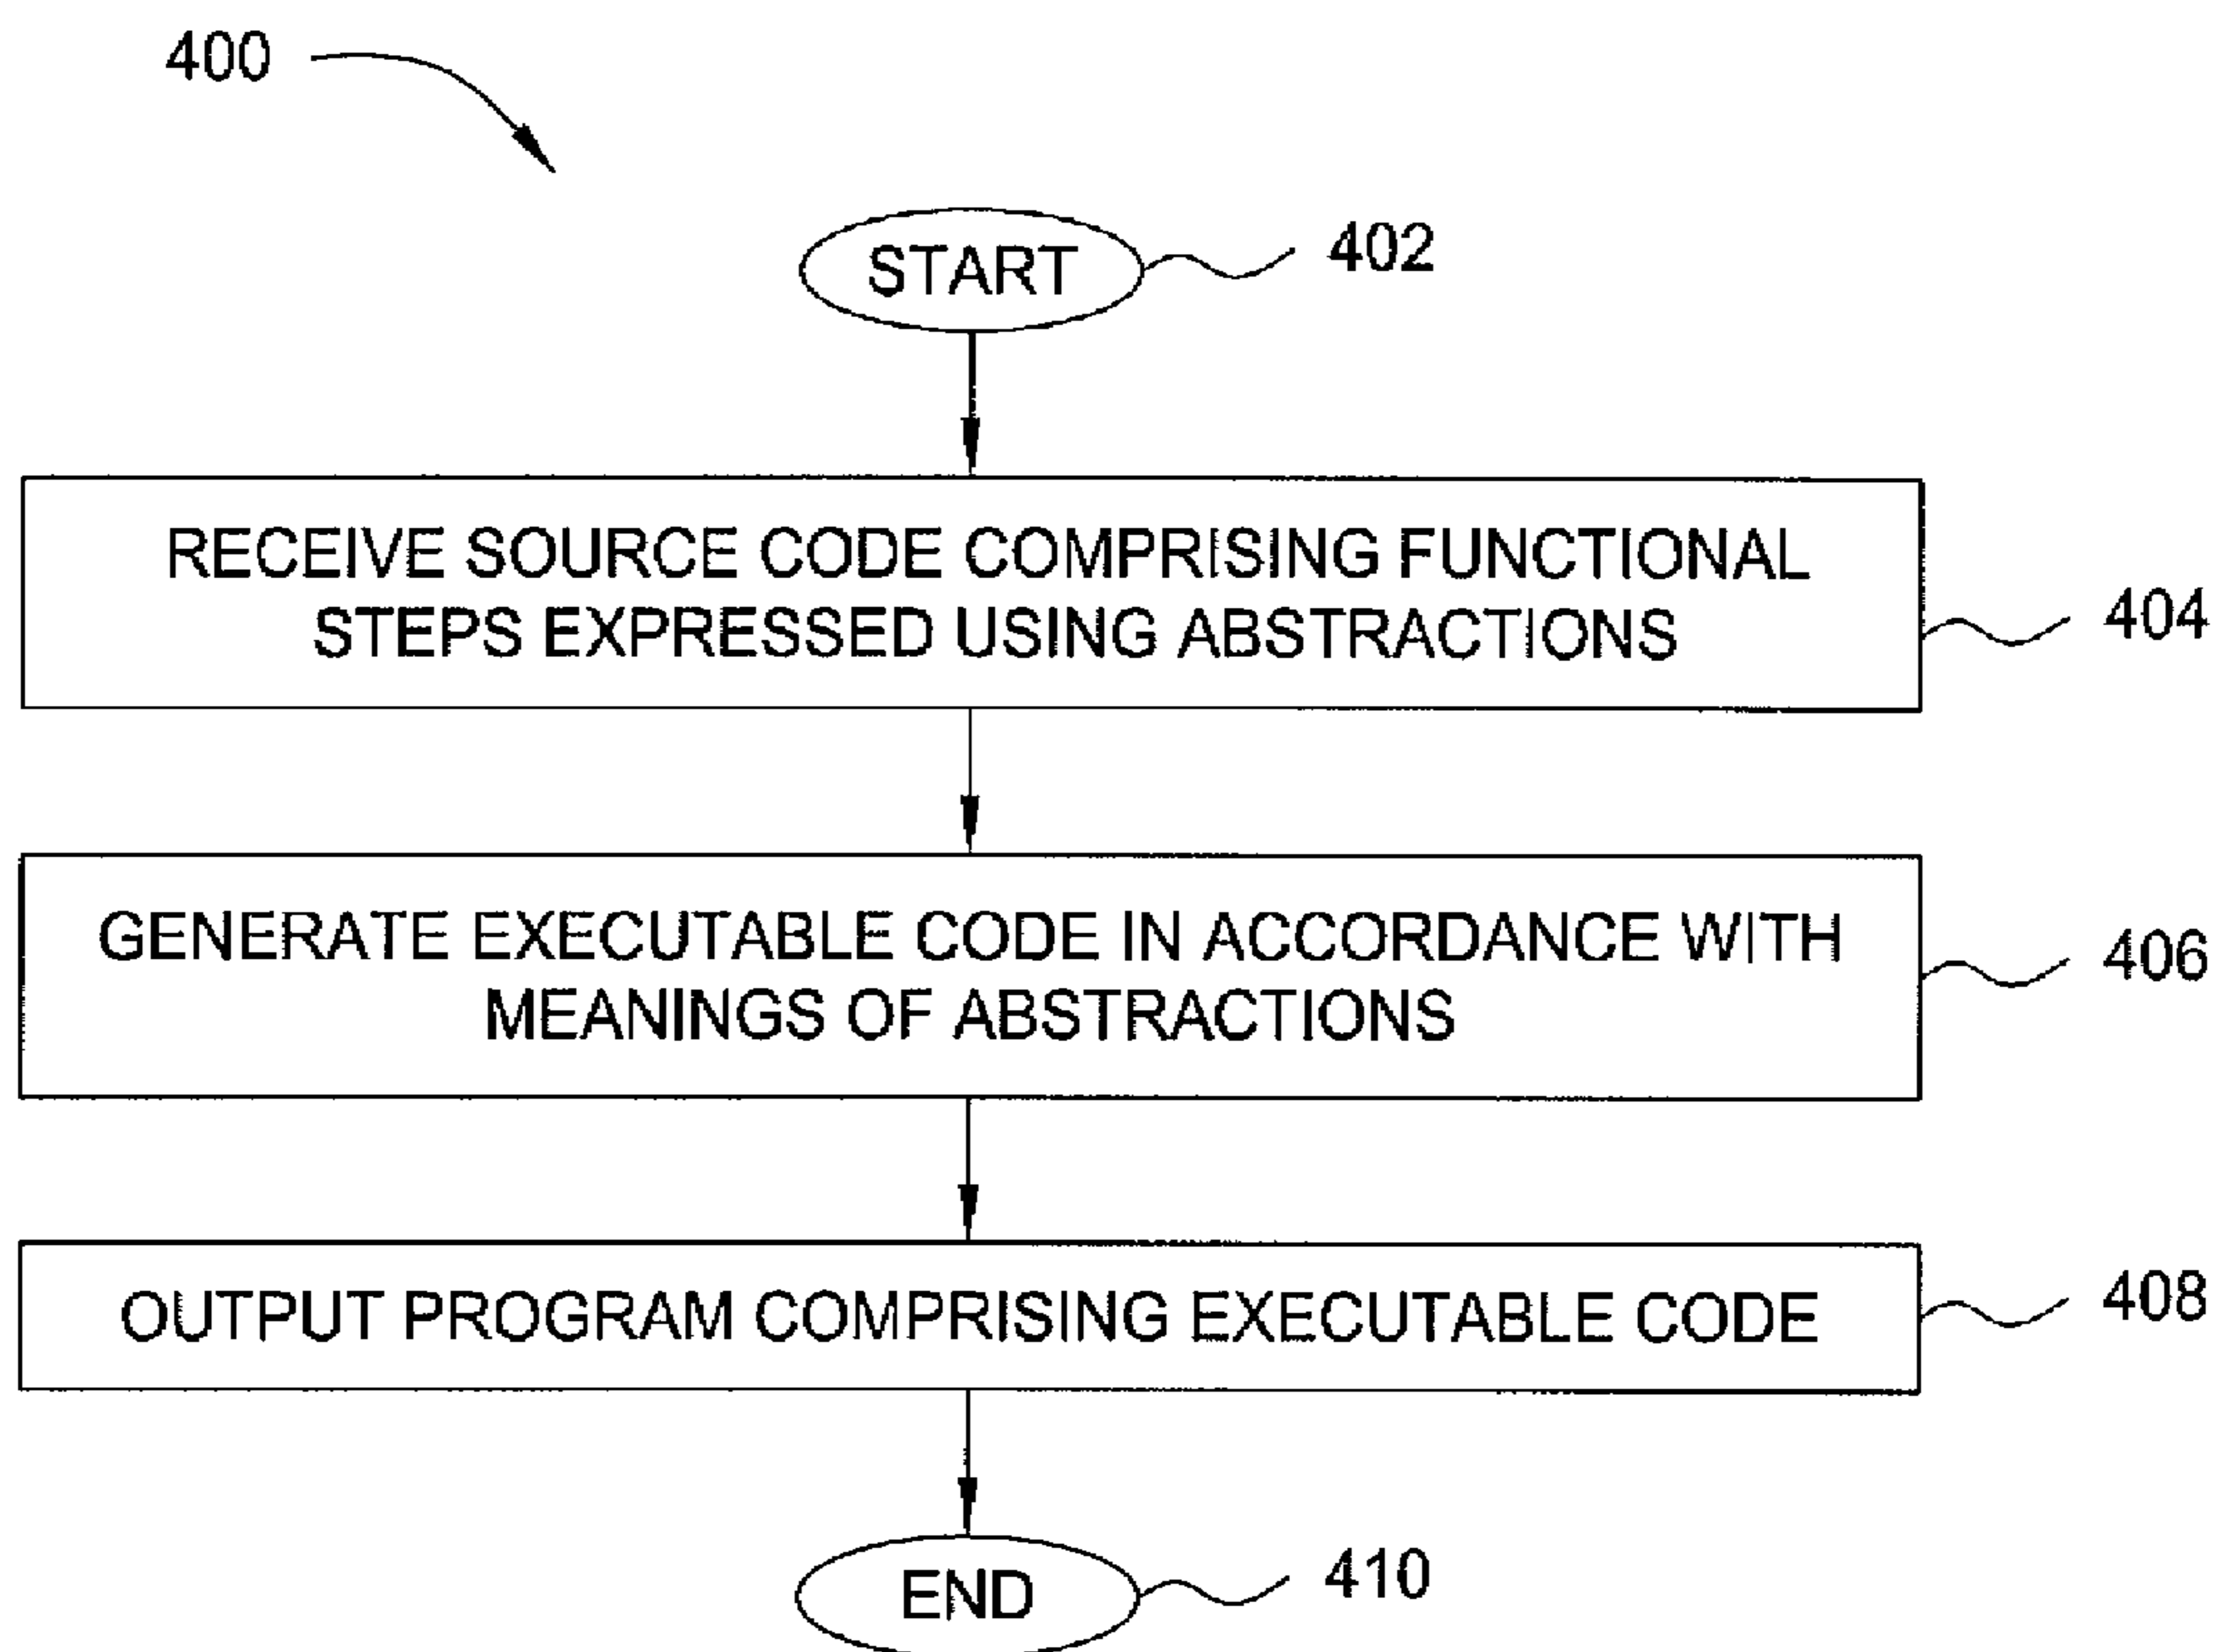 400
START
402
RECEIVE SOURCE CODE COMPRISING FUNCTIONAL
STEPS EXPRESSED USING ABSTRACTIONS
404
GENERATE EXECUTABLE CODE IN ACCORDANCE WITH
MEANINGS OF ABSTRACTIONS
406
OUTPUT PROGRAM COMPRISING EXECUTABLE CODE
408
END
410